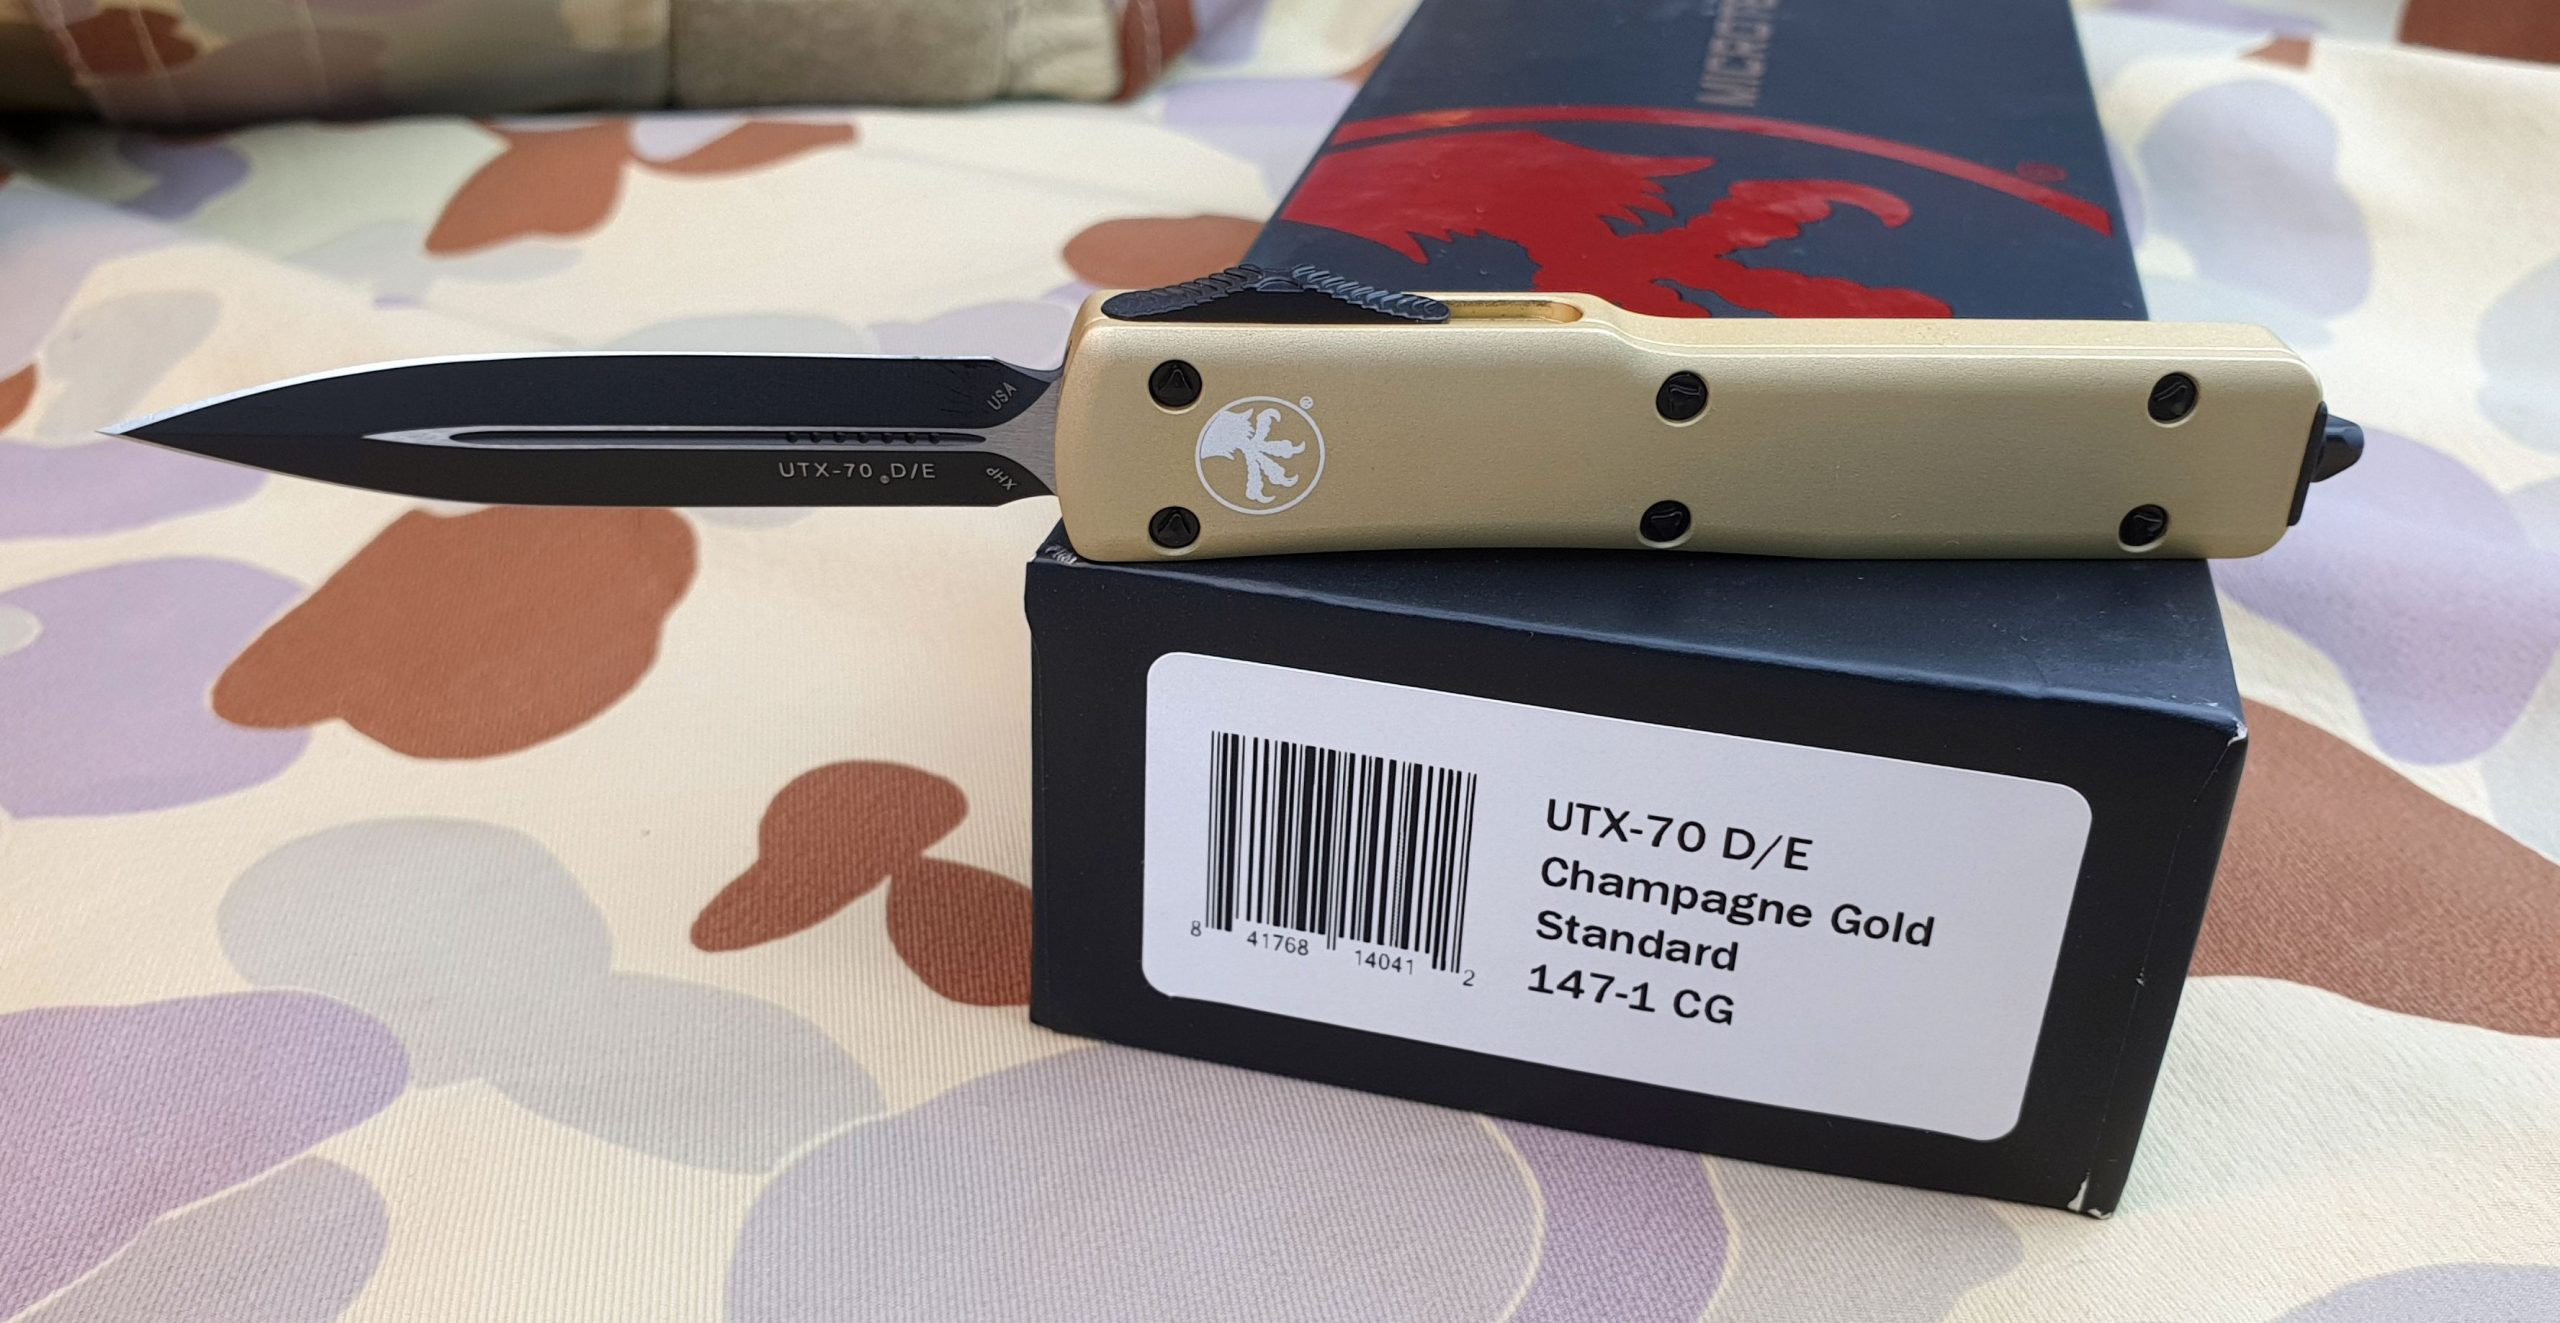 USA
UTX-70 D/E
XHP
UTX-70 D/E
Champagne Gold
Standard
147-1 CG
8 41768 14041 2